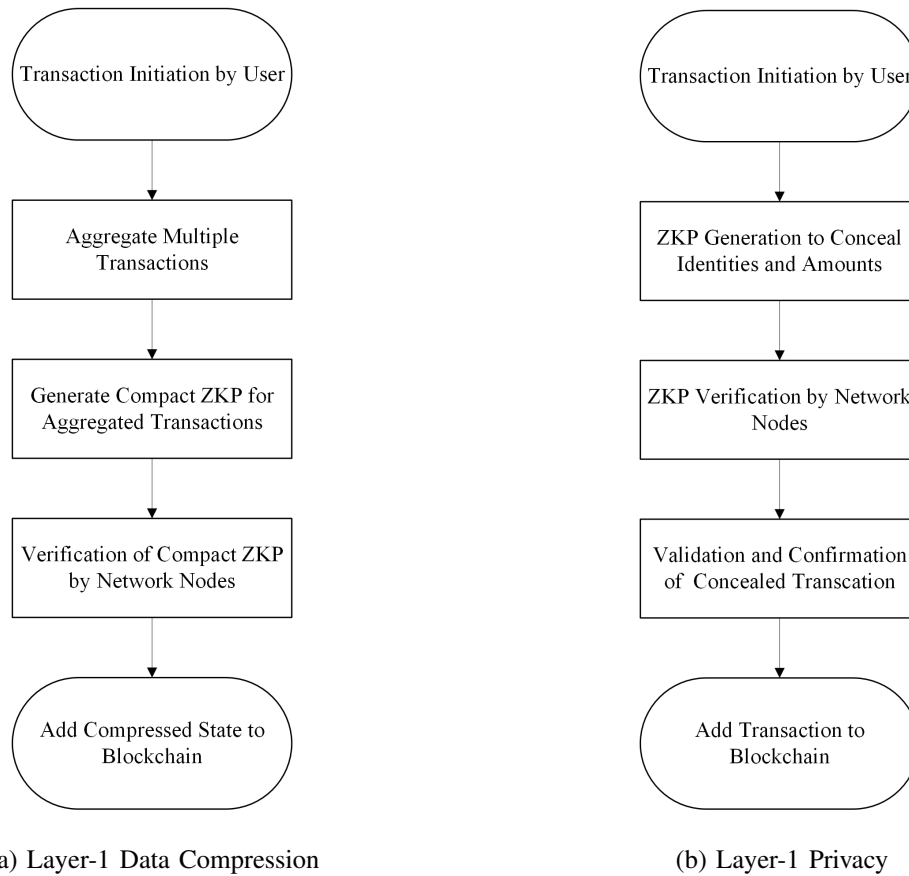 Transaction Initiation by User
Aggregate Multiple
Transactions
Generate Compact ZKP for
Aggregated Transactions
Verification of Compact ZKP
by Network Nodes
Add Compressed State to
Blockchain
a) Layer-1 Data Compression
Transaction Initiation by User
ZKP Generation to Conceal
Identities and Amounts
ZKP Verification by Network
Nodes
Validation and Confirmation
of Concealed Transcation
Add Transaction to
Blockchain
(b) Layer-1 Privacy